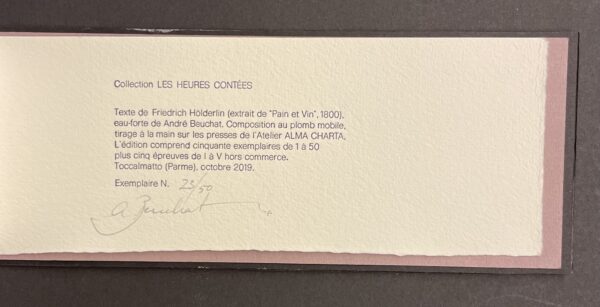 Collection LES HEURES CONTÉES
Texte de Friedrich Hölderlin (extrait de "Pain et Vin", 1800),
eau-forte de André Beuchat. Composition au plomb mobile,
tirage à la main sur les presses de l'Atelier ALMA CHARTA.
L'édition comprend cinquante exemplaires de 1 à 50
plus cinq épreuves de I à V hors commerce.
Toccalmatto (Parme), octobre 2019.
Exemplaire N. 23/50
A Beuchat